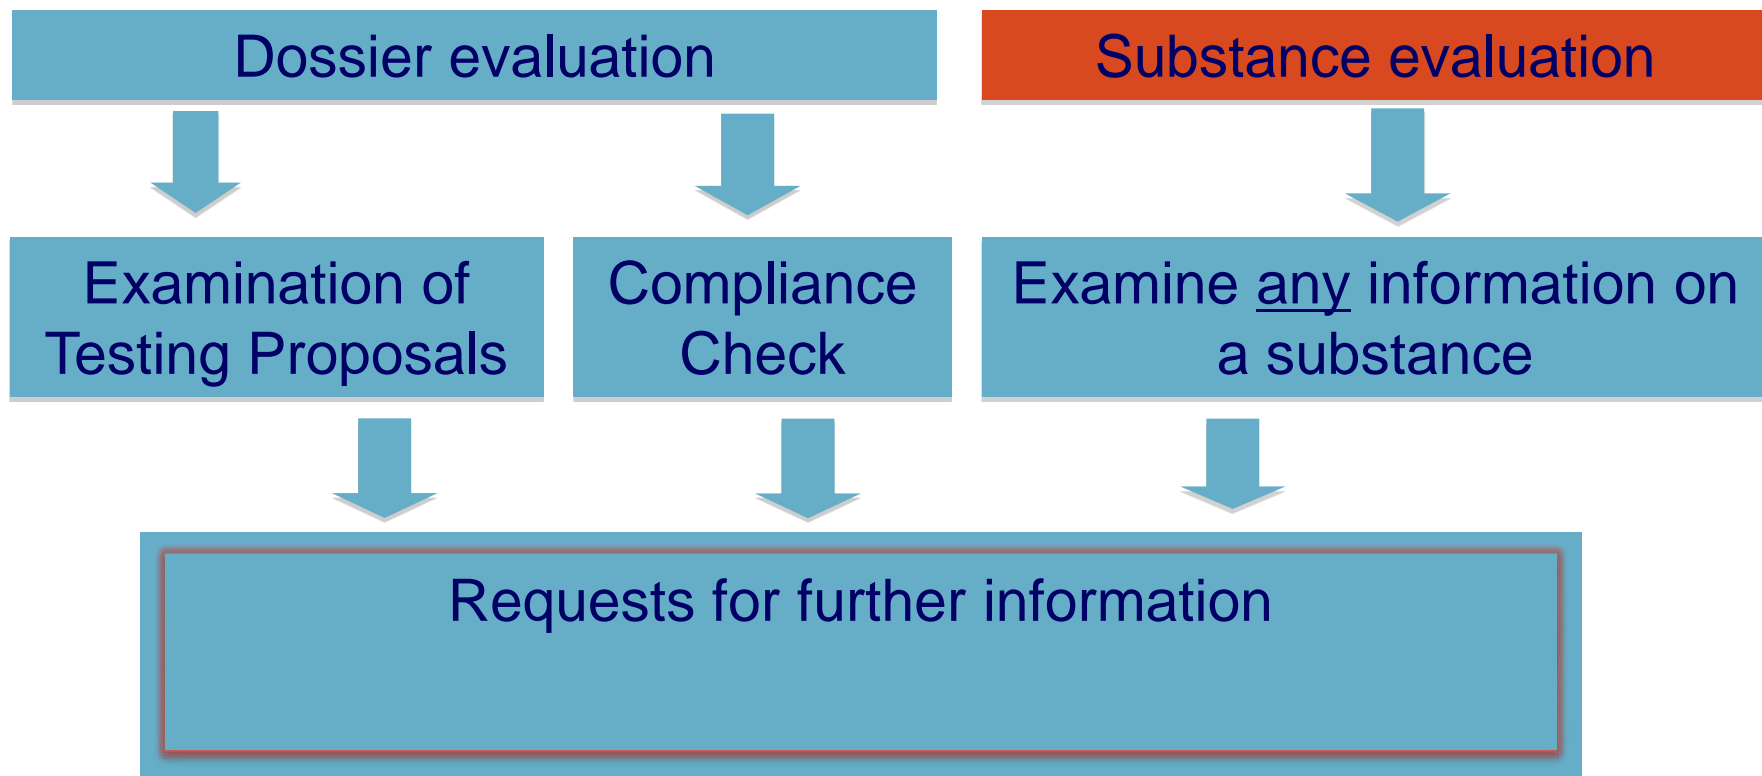 Dossier evaluation
Substance evaluation
Examination of
Testing Proposals
Compliance
Check
Examine any information on
a substance
Requests for further information